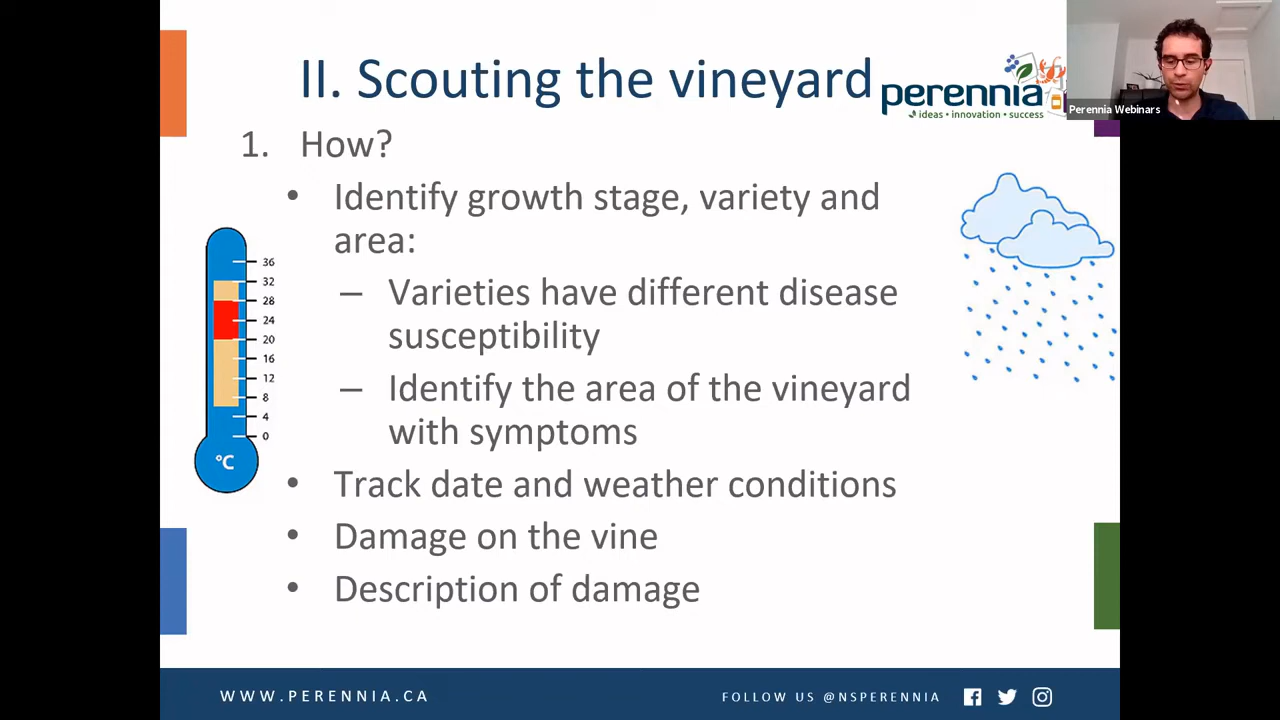 II. Scouting the vineyard
perennia
ideas • innovation • success
Perennia Webinars
1. How?
• Identify growth stage, variety and
area:
– Varieties have different disease
susceptibility
– Identify the area of the vineyard
with symptoms
• Track date and weather conditions
• Damage on the vine
• Description of damage
36
32
28
24
20
16
12
8
4
0
°C
WWW.PERENNIA.CA
FOLLOW US @NSPERENNIA